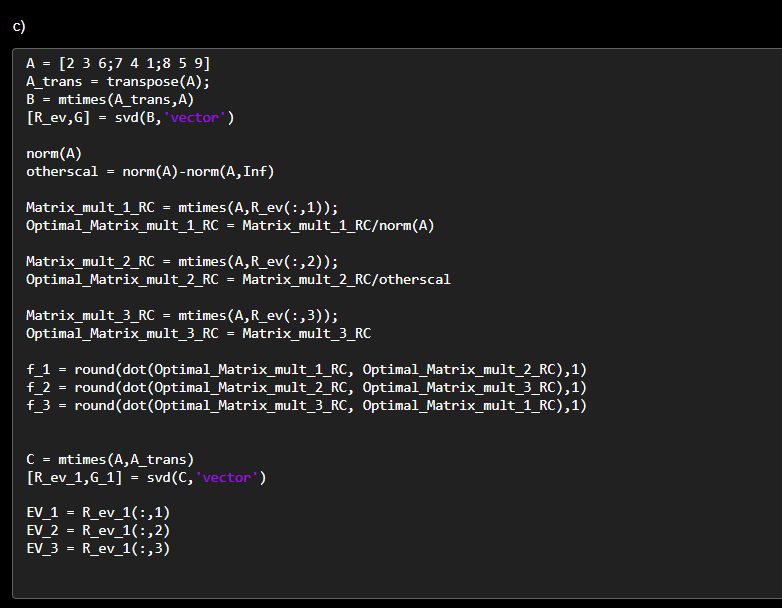 c)
A = [2 3 6;7 4 1;8 5 9]
A_trans = transpose(A);
B = mtimes(A_trans,A)
[R_ev,G] = svd(B,'vector')
norm(A)
otherscal = norm(A)-norm(A,Inf)
Matrix_mult_1_RC = mtimes(A,R_ev(:,1));
Optimal_Matrix_mult_1_RC = Matrix_mult_1_RC/norm(A)
Matrix_mult_2_RC = mtimes(A,R_ev(:,2));
Optimal_Matrix_mult_2_RC = Matrix_mult_2_RC/otherscal
Matrix_mult_3_RC = mtimes(A,R_ev(:,3));
Optimal_Matrix_mult_3_RC = Matrix_mult_3_RC
f_1 = round(dot(Optimal_Matrix_mult_1_RC, Optimal_Matrix_mult_2_RC),1)
f_2 = round(dot(Optimal_Matrix_mult_2_RC, Optimal_Matrix_mult_3_RC),1)
f_3 = round(dot(Optimal_Matrix_mult_3_RC, Optimal_Matrix_mult_1_RC),1)
C = mtimes(A,A_trans)
[R_ev_1,G_1] = svd(C,'vector')
EV_1 = R_ev_1(:,1)
EV_2 = R_ev_1(:,2)
EV_3 = R_ev_1(:,3)